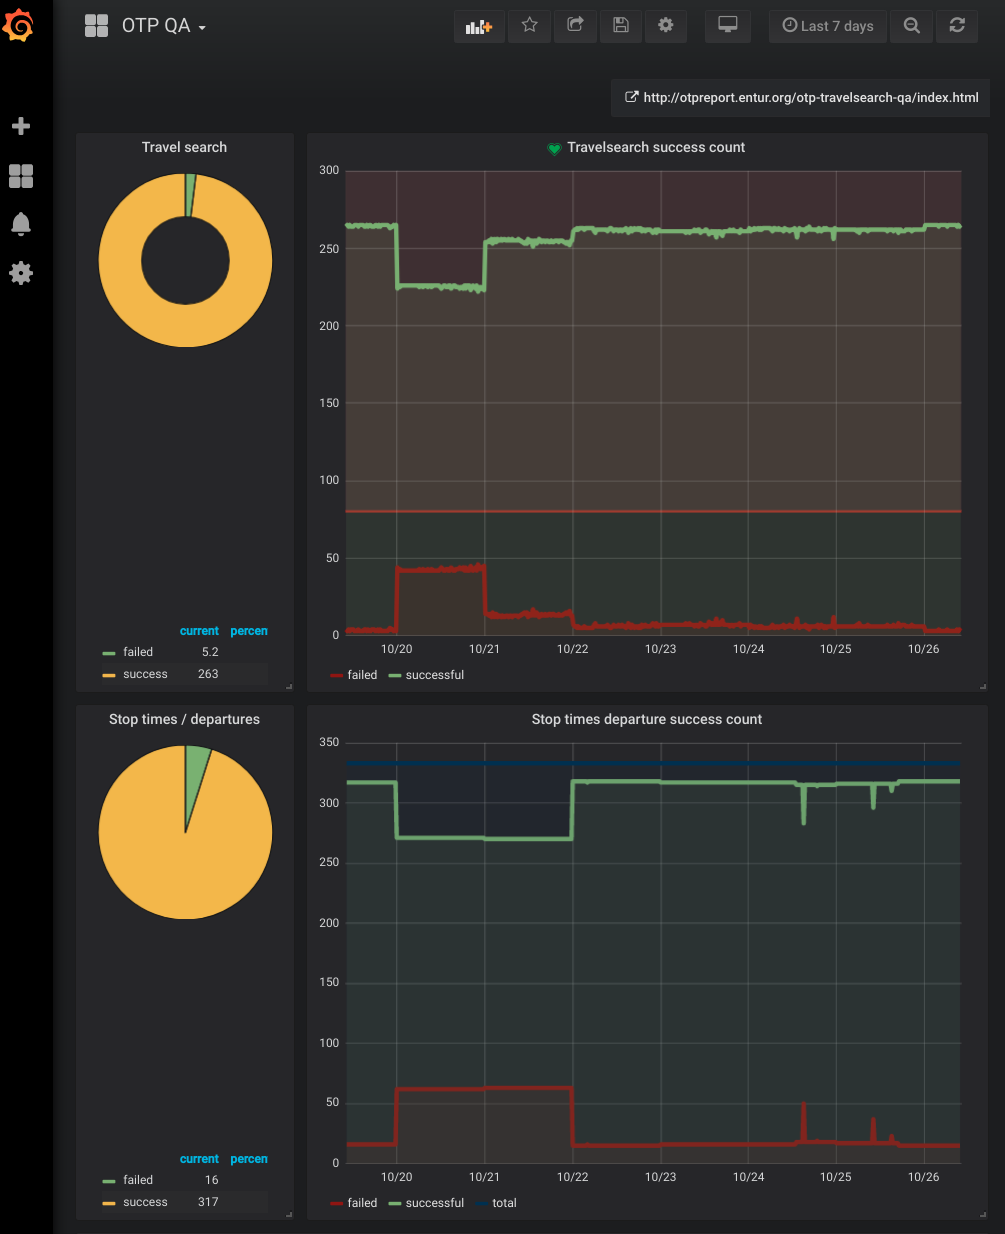 OTP QA
Last 7 days
http://otpreport.entur.org/otp-travelsearch-qa/index.html
Travel search
current percen
failed 5.2
success 263
Travelsearch success count
300
250
200
150
100
50
0
10/20 10/21 10/22 10/23 10/24 10/25 10/26
failed successful
Stop times / departures
current percen
failed 16
success 317
Stop times departure success count
350
300
250
200
150
100
50
0
10/20 10/21 10/22 10/23 10/24 10/25 10/26
failed successful total